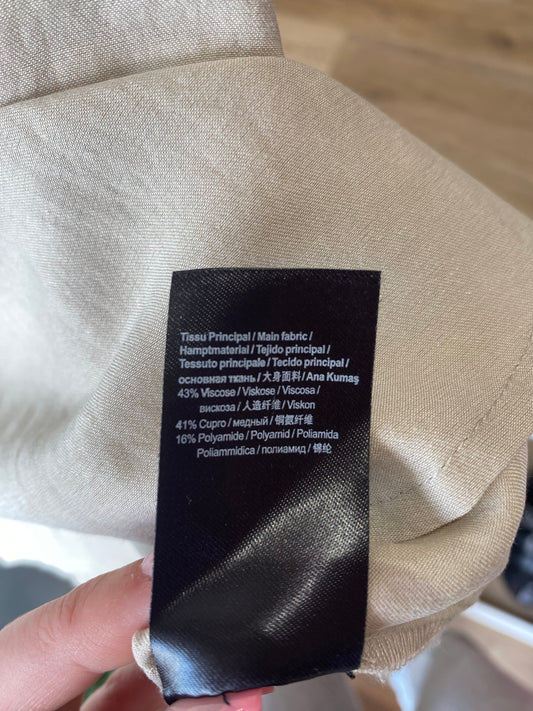 Tissu Principal / Main fabric /
Hamptmaterial / Tejido principal /
Tessuto principale / Tecido principal /
основная ткань / 大身面料 / Ana Kumaş
43% Viscose / Viskose / Viscosa /
вискоза / 人造纤维 / Viskon
41% Cupro / медный / 铜氨纤维 /
16% Polyamide / Polyamid / Poliamida
Poliammidica / полиамид / 锦纶